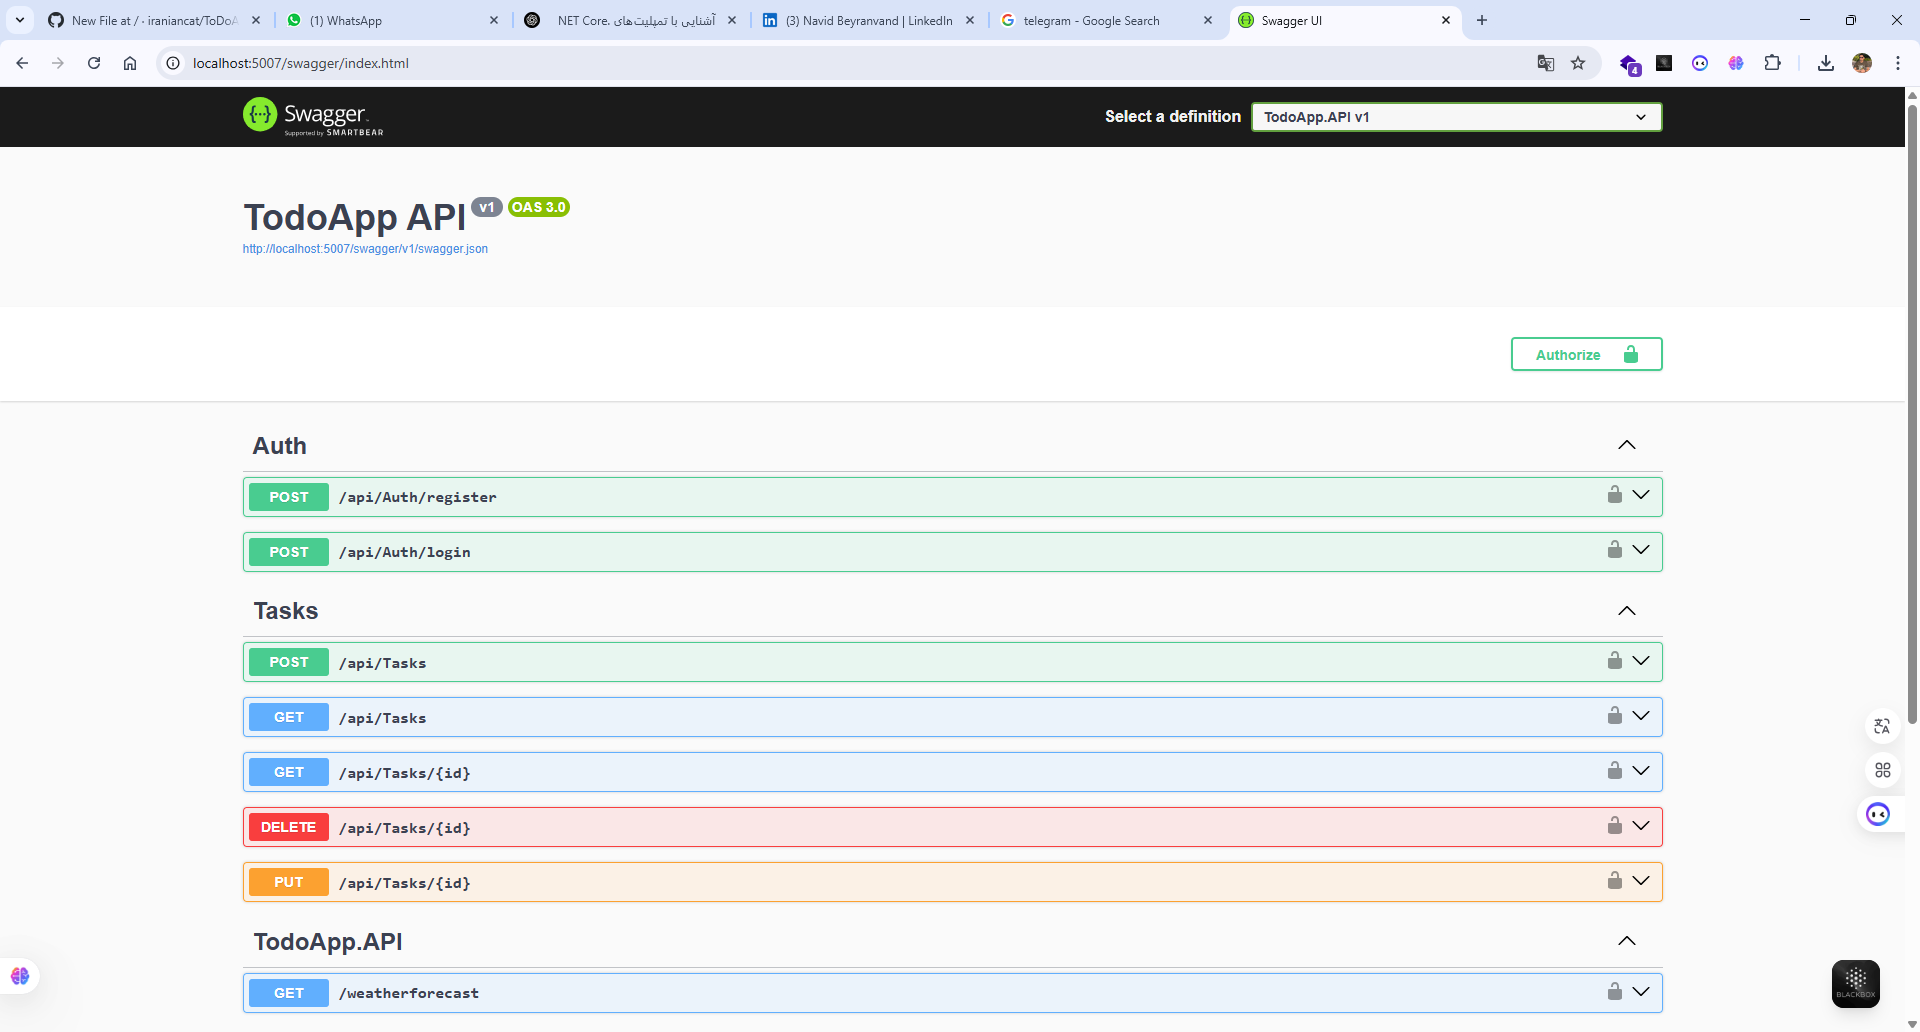 New File at / · iraniancat/ToDoA
(1) WhatsApp
آشنایی با تمپلیت‌های .NET Core
(3) Navid Beyranvand | LinkedIn
telegram - Google Search
Swagger UI
localhost:5007/swagger/index.html
4
Swagger
Supported by SMARTBEAR
Select a definition
TodoApp.API v1
TodoApp API v1 OAS 3.0
http://localhost:5007/swagger/v1/swagger.json
Authorize
Auth
POST /api/Auth/register
POST /api/Auth/login
Tasks
POST /api/Tasks
GET /api/Tasks
GET /api/Tasks/{id}
DELETE /api/Tasks/{id}
PUT /api/Tasks/{id}
TodoApp.API
GET /weatherforecast
BLACKBOX